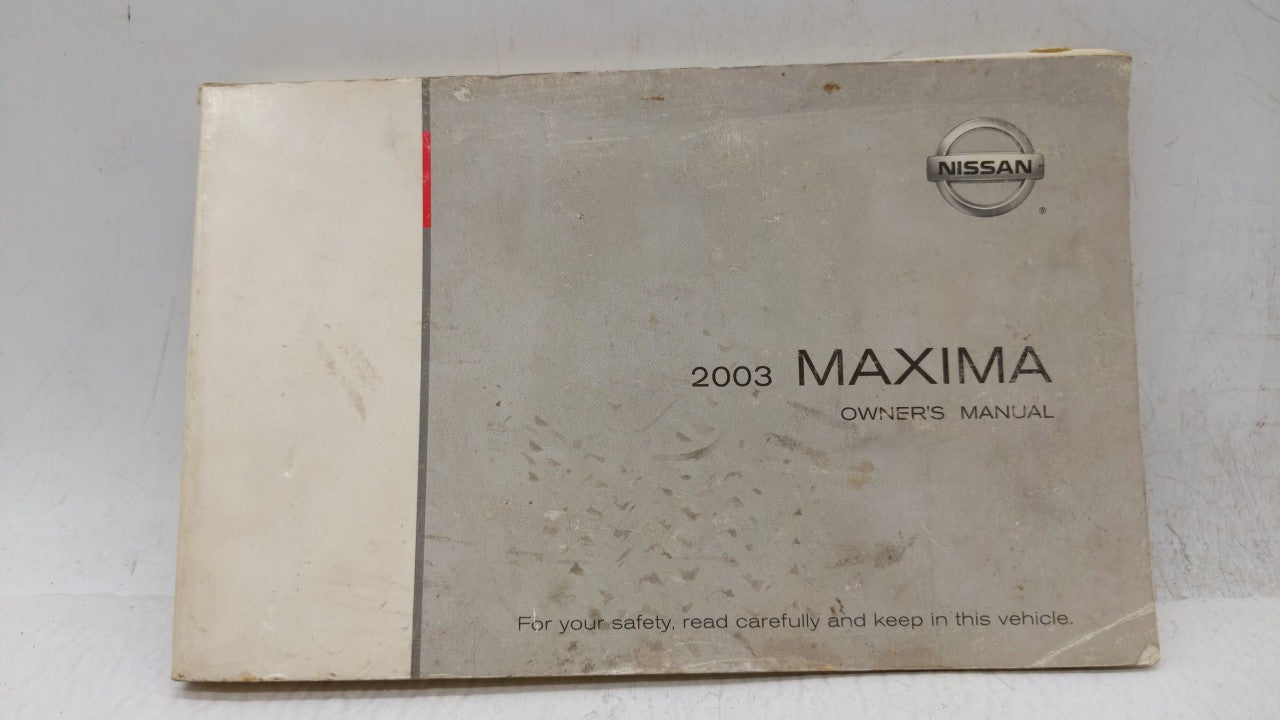 NISSAN
®
2003 MAXIMA
OWNER'S MANUAL
For your safety, read carefully and keep in this vehicle.